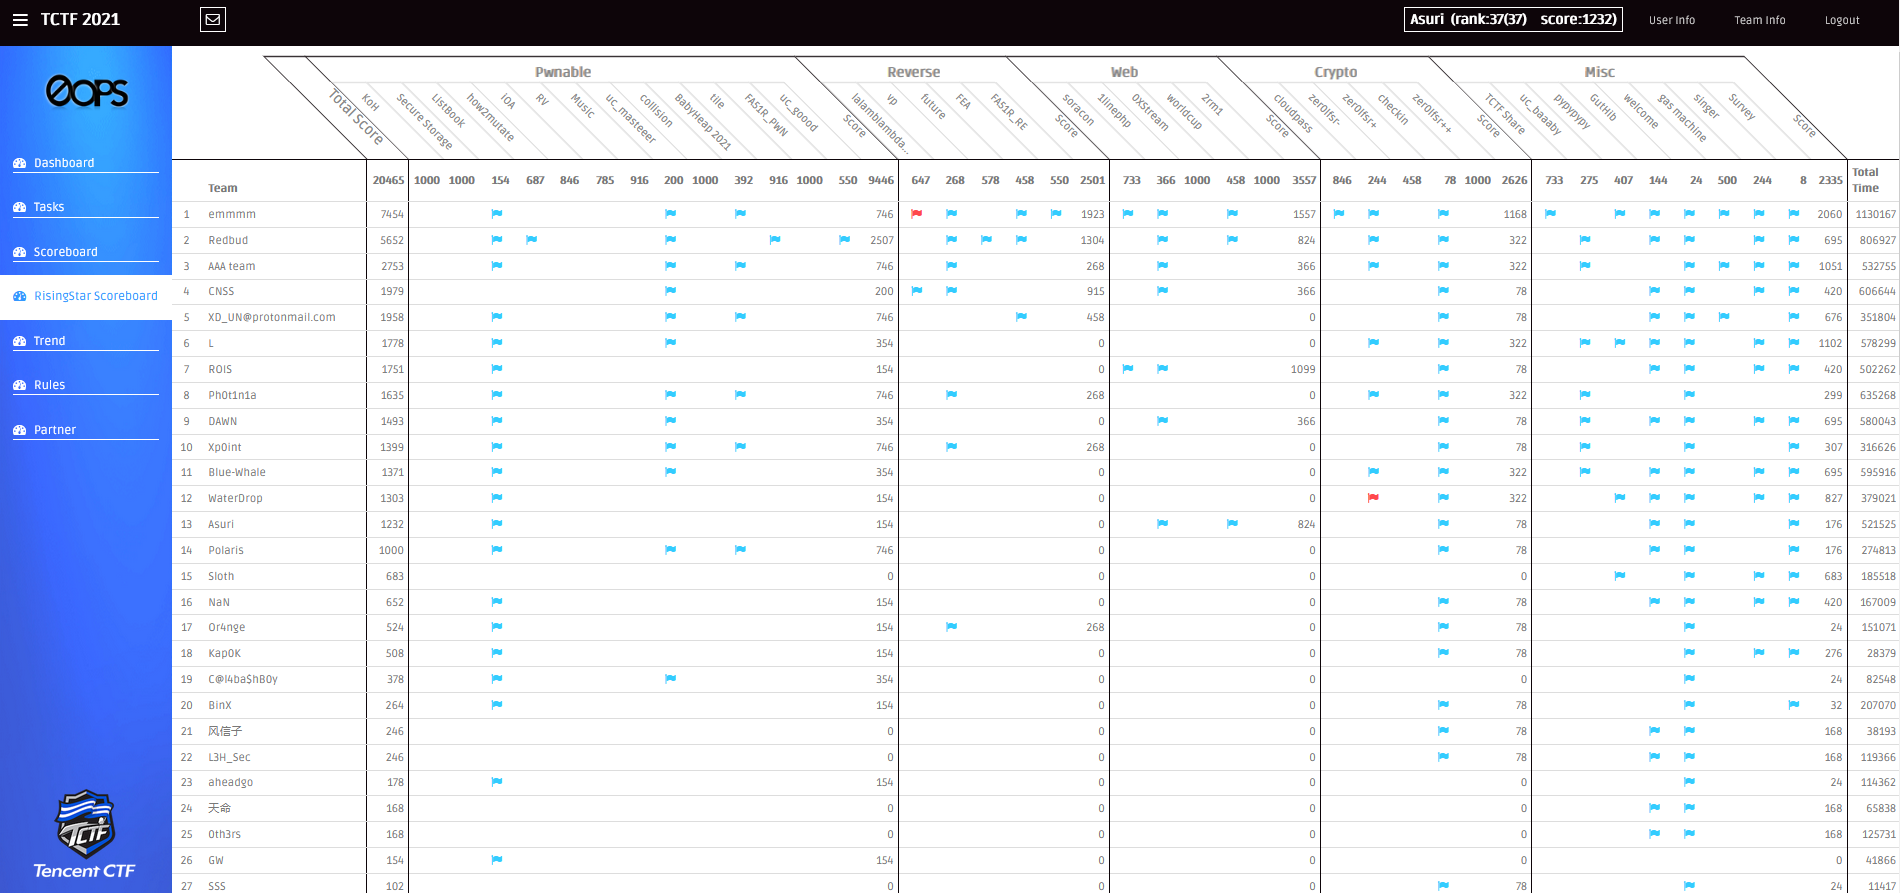 TCTF 2021
Asuri (rank:37(37) score:1232)
User Info
Team Info
Logout
0OPS
Dashboard
Tasks
Scoreboard
RisingStar Scoreboard
Trend
Rules
Partner
TCTF
Tencent CTF
Pwnable Reverse Web Crypto Misc
Total Score
KoH
Secure Storage
ListBook
how2mutate
iOA
RV
Music
uc_masteeer
collision
BabyHeap 2021
tile
FAS1R_PWN
uc_goood
Score
lalamblambda...
vp
future
FEA
FAS1R_RE
Score
soracon
1linephp
0XStream
worldcup
2rm1
Score
cloudpass
zer0lfsr-
zer0lfsr+
checkin
zer0lfsr++
Score
TCTF Share
uc_baaaby
pypypypy
GutHib
welcome
gas machine
singer
Survey
Score
Team 20465 1000 1000 154 687 846 785 916 200 1000 392 916 1000 550 9446 647 268 578 458 550 2501 733 366 1000 458 1000 3557 846 244 458 78 1000 2626 733 275 407 144 24 500 244 8 2335 Total Time
1 emmmm 7454 746 1923 1557 1168 2060 1130167
2 Redbud 5652 2507 1304 824 322 695 806927
3 AAA team 2753 746 268 366 322 1051 532755
4 CNSS 1979 200 915 366 78 420 606644
5 XD_UN@protonmail.com 1958 746 458 0 78 676 351804
6 L 1778 354 0 0 322 1102 578299
7 ROIS 1751 154 0 1099 78 420 502262
8 Ph0t1n1a 1635 746 268 0 322 299 635268
9 DAWN 1493 354 0 366 78 695 580043
10 Xp0int 1399 746 268 0 78 307 316626
11 Blue-Whale 1371 354 0 0 322 695 595916
12 WaterDrop 1303 154 0 0 322 827 379021
13 Asuri 1232 154 0 824 78 176 521525
14 Polaris 1000 746 0 0 78 176 274813
15 Sloth 683 0 0 0 0 683 185518
16 NaN 652 154 0 0 78 420 167009
17 Or4nge 524 154 268 0 78 24 151071
18 Kap0K 508 154 0 0 78 276 28379
19 C@l4ba$hB0y 378 354 0 0 0 24 82548
20 BinX 264 154 0 0 78 32 207070
21 风信子 246 0 0 0 78 168 38193
22 L3H_Sec 246 0 0 0 78 168 119366
23 aheadgo 178 154 0 0 0 24 114362
24 天命 168 0 0 0 0 168 65838
25 0th3rs 168 0 0 0 0 168 125731
26 GW 154 154 0 0 0 0 41866
27 SSS 102 0 0 0 78 24 11417